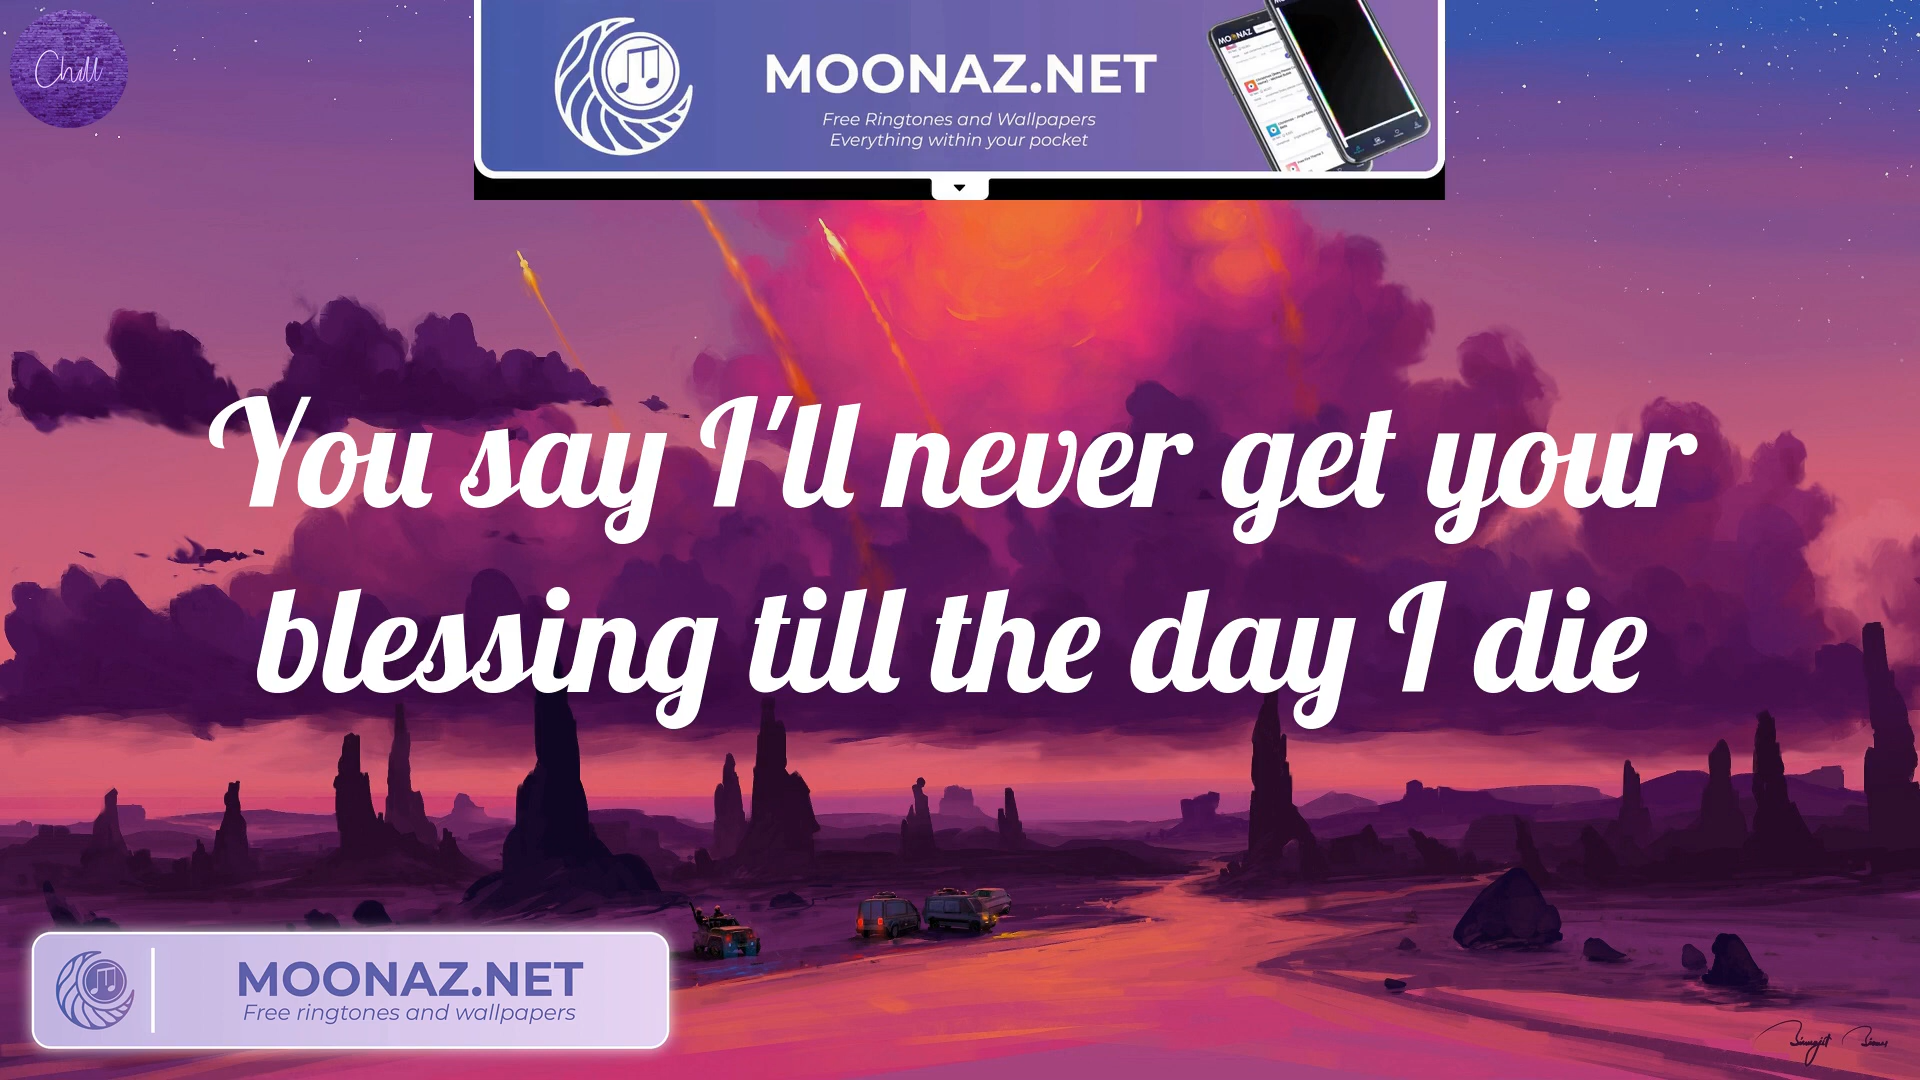 Chill
MOONAZ.NET
Free Ringtones and Wallpapers
Everything within your pocket
MOONAZ
You say I'll never get your
blessing till the day I die
MOONAZ.NET
Free ringtones and wallpapers